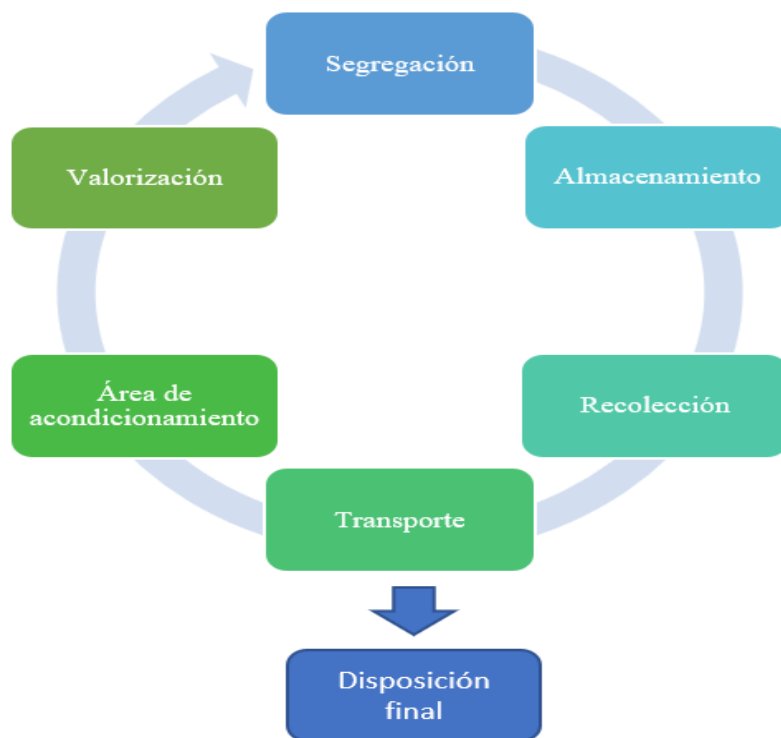 Segregación
Almacenamiento
Recolección
Transporte
Área de
acondicionamiento
Valorización
Disposición
final